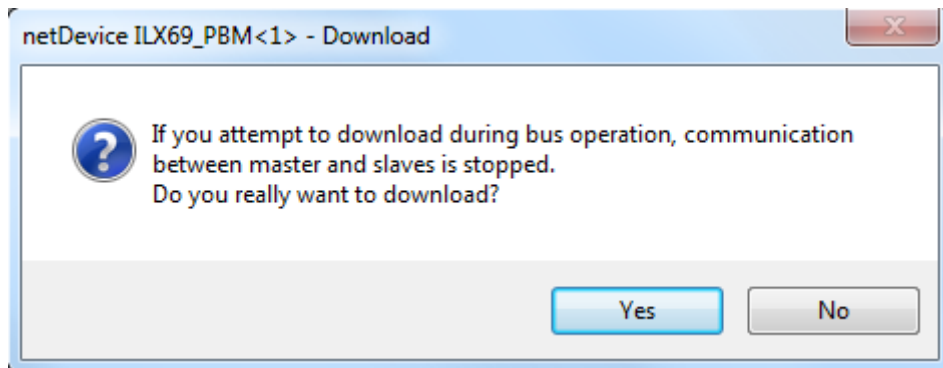 netDevice ILX69_PBM<1> - Download
If you attempt to download during bus operation, communication
between master and slaves is stopped.
Do you really want to download?
Yes
No